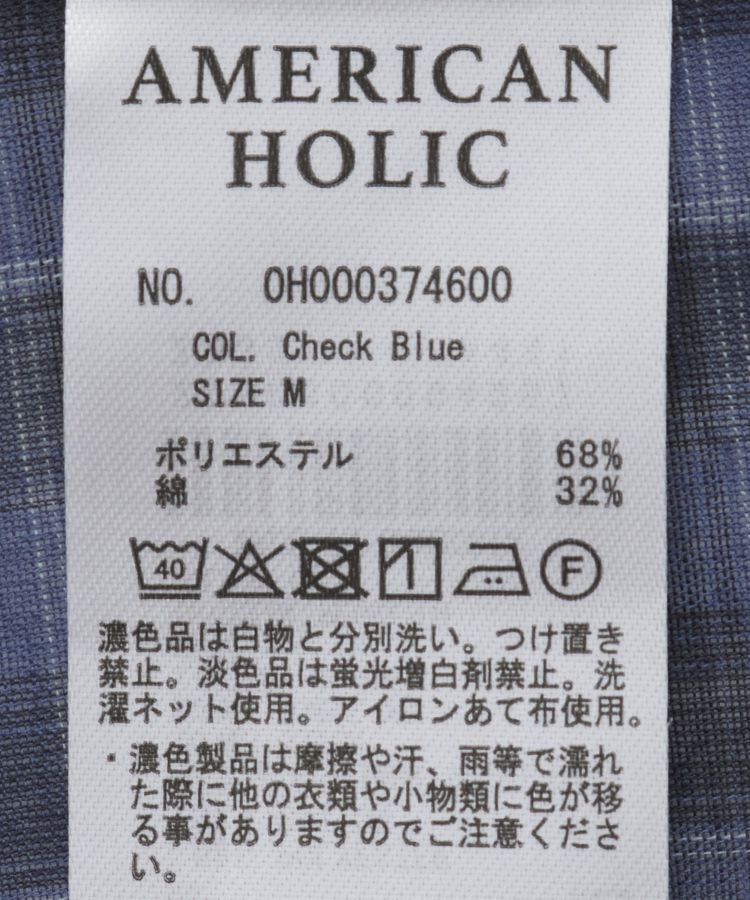 AMERICAN
HOLIC
NO. 0H000374600
COL. Check Blue
SIZE M
ポリエステル 68%
綿 32%
40 F
濃色品は白物と分別洗い。つけ置き
禁止。淡色品は蛍光増白剤禁止。洗
濯ネット使用。アイロンあて布使用。
・濃色製品は摩擦や汗、雨等で濡れ
た際に他の衣類や小物類に色が移
る事がありますのでご注意くださ
い。